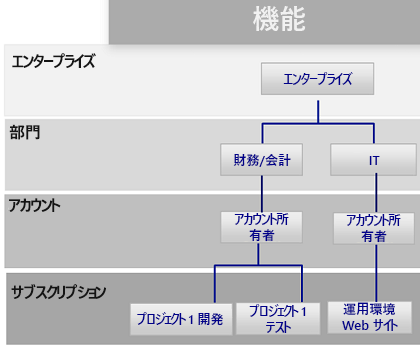 機能
エンタープライズ
エンタープライズ
部門
財務/会計
IT
アカウント
アカウント所
有者
アカウント所
有者
サブスクリプション
プロジェクト 1 開発
プロジェクト 1
テスト
運用環境
Web サイト